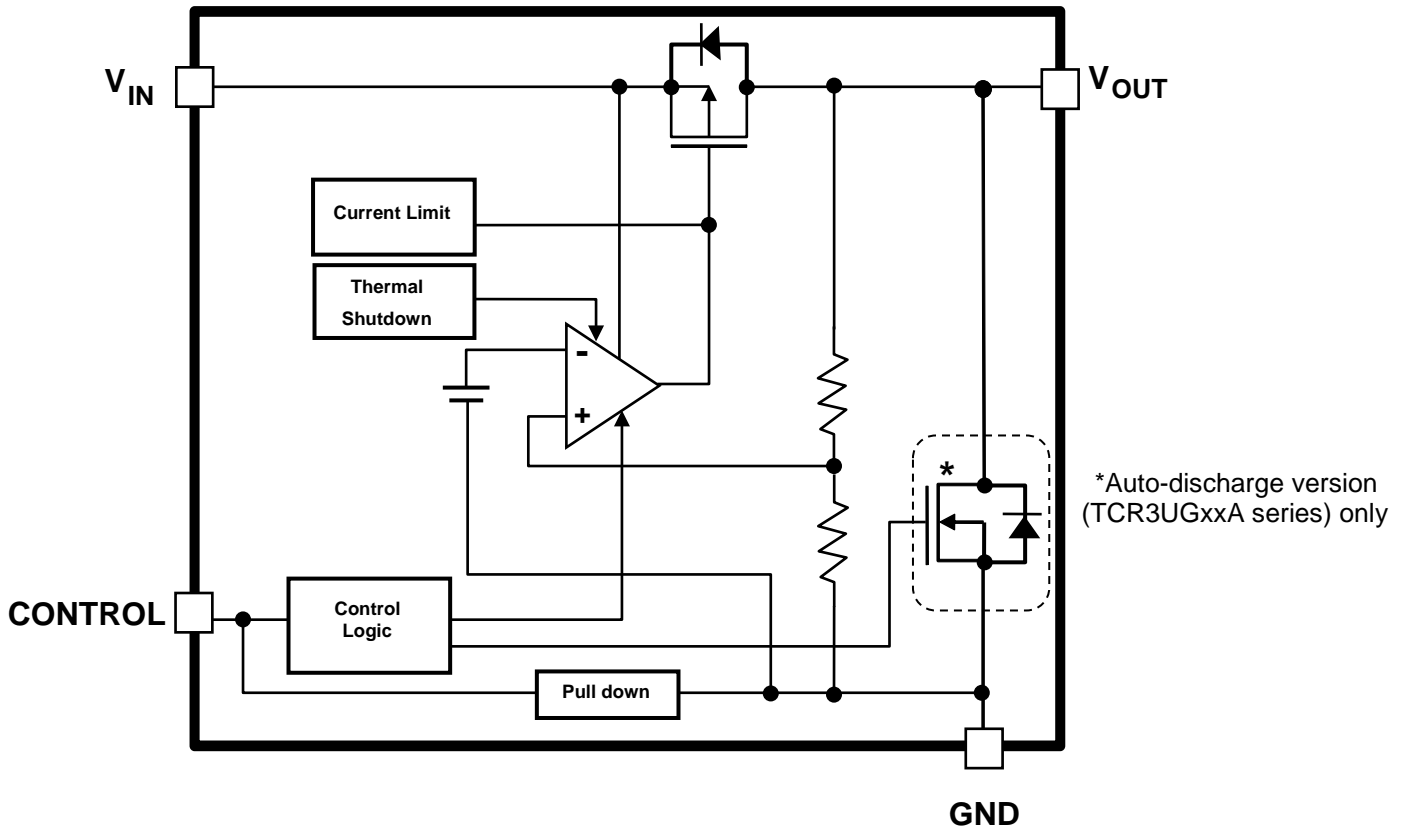 VIN
VOUT
Current Limit
Thermal
Shutdown
-
+
*
*Auto-discharge version
(TCR3UGxxA series) only
CONTROL
Control
Logic
Pull down
GND